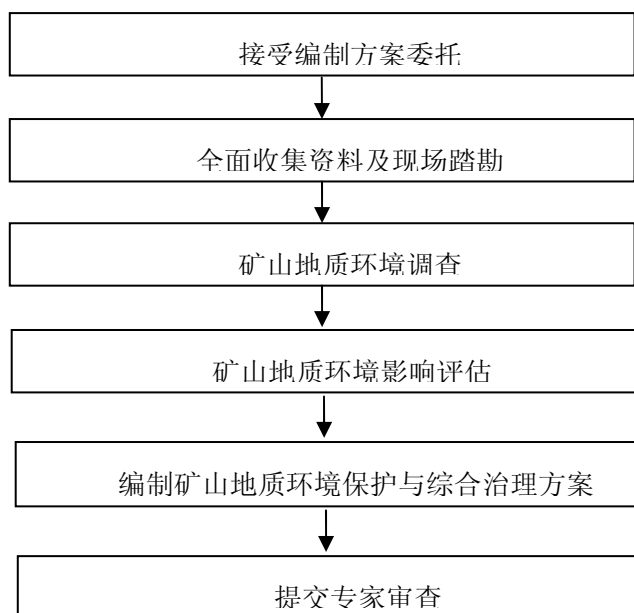 接受编制方案委托
全面收集资料及现场踏勘
矿山地质环境调查
矿山地质环境影响评估
编制矿山地质环境保护与综合治理方案
提交专家审查